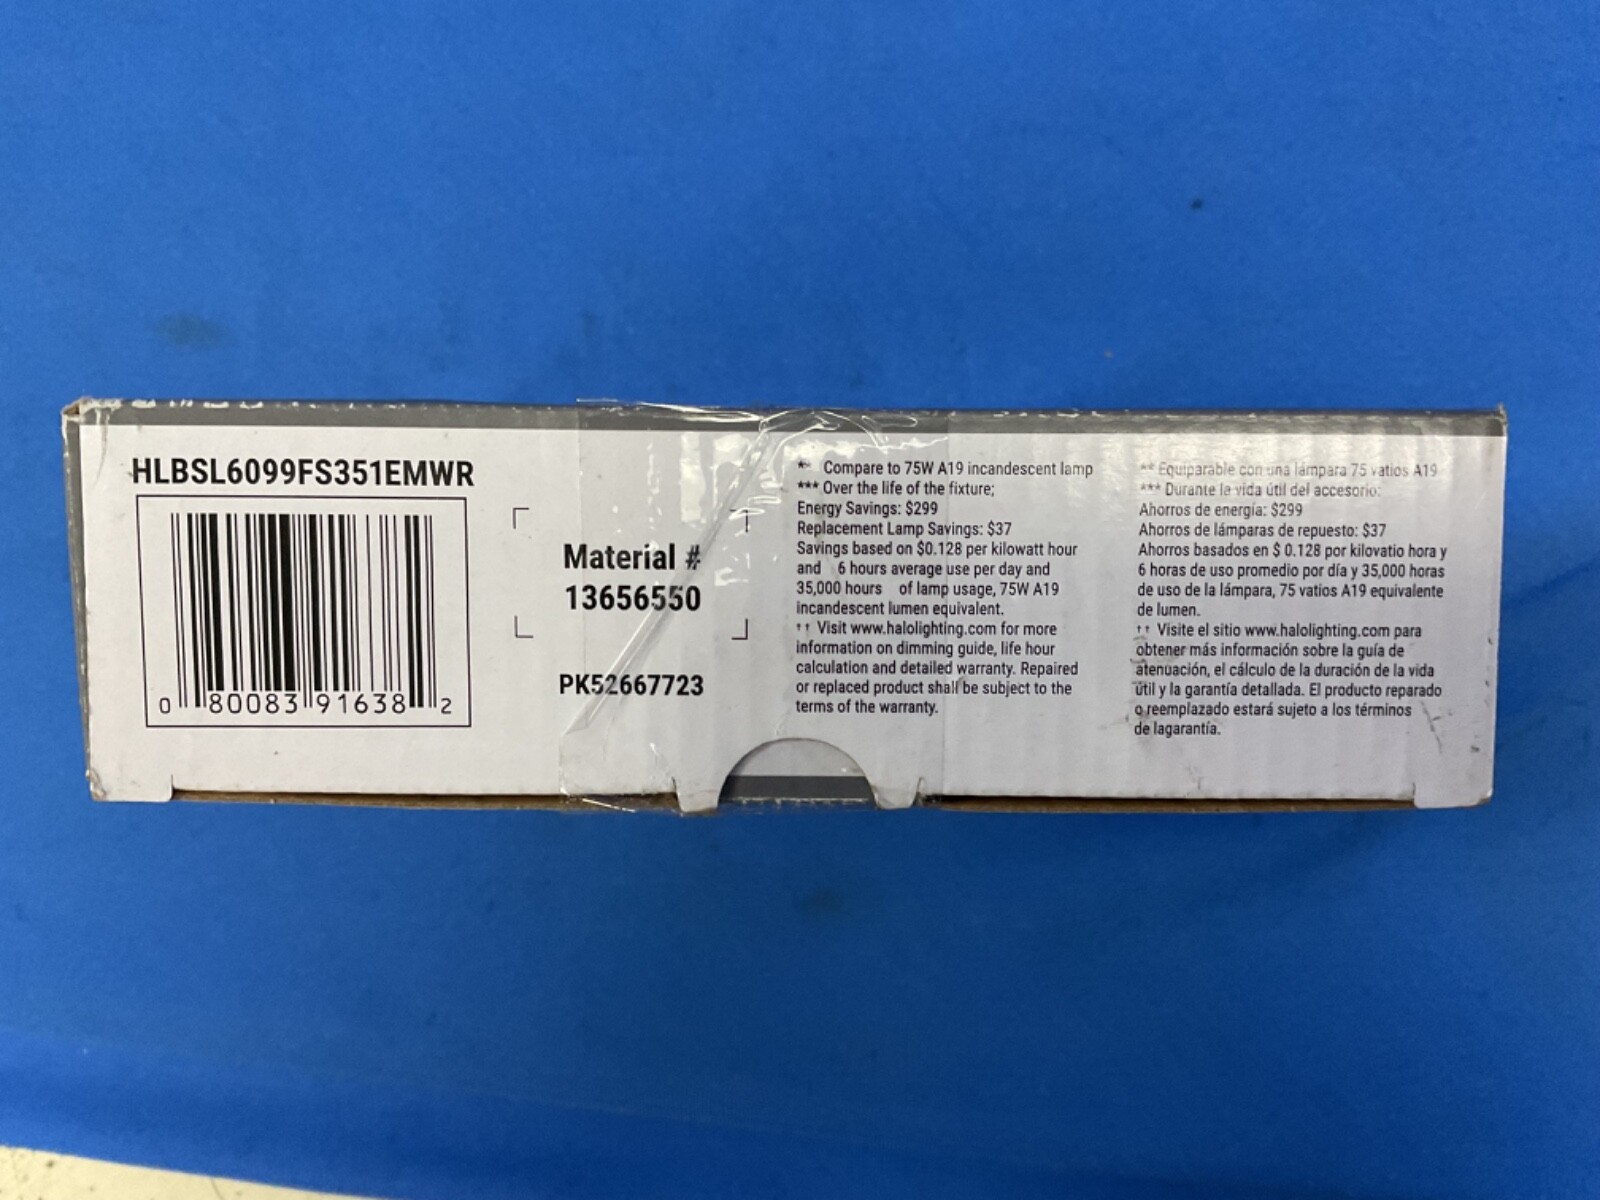 HLBSL6099FS351EMWR
0 80083 91638 2
Material #
13656550
PK52667723
** Compare to 75W A19 incandescent lamp
*** Over the life of the fixture;
Energy Savings: $299
Replacement Lamp Savings: $37
Savings based on $0.128 per kilowatt hour
and 6 hours average use per day and
35,000 hours of lamp usage, 75W A19
incandescent lumen equivalent.
†† Visit www.halolighting.com for more
information on dimming guide, life hour
calculation and detailed warranty. Repaired
or replaced product shall be subject to the
terms of the warranty.
** Equiparable con una lámpara 75 vatios A19
*** Durante la vida útil del accesorio:
Ahorros de energía: $299
Ahorros de lámparas de repuesto: $37
Ahorros basados en $ 0.128 por kilovatio hora y
6 horas de uso promedio por día y 35,000 horas
de uso de la lámpara, 75 vatios A19 equivalente
de lumen.
†† Visite el sitio www.halolighting.com para
obtener más información sobre la guía de
atenuación, el cálculo de la duración de la vida
útil y la garantía detallada. El producto reparado
o reemplazado estará sujeto a los términos
de lagarantía.